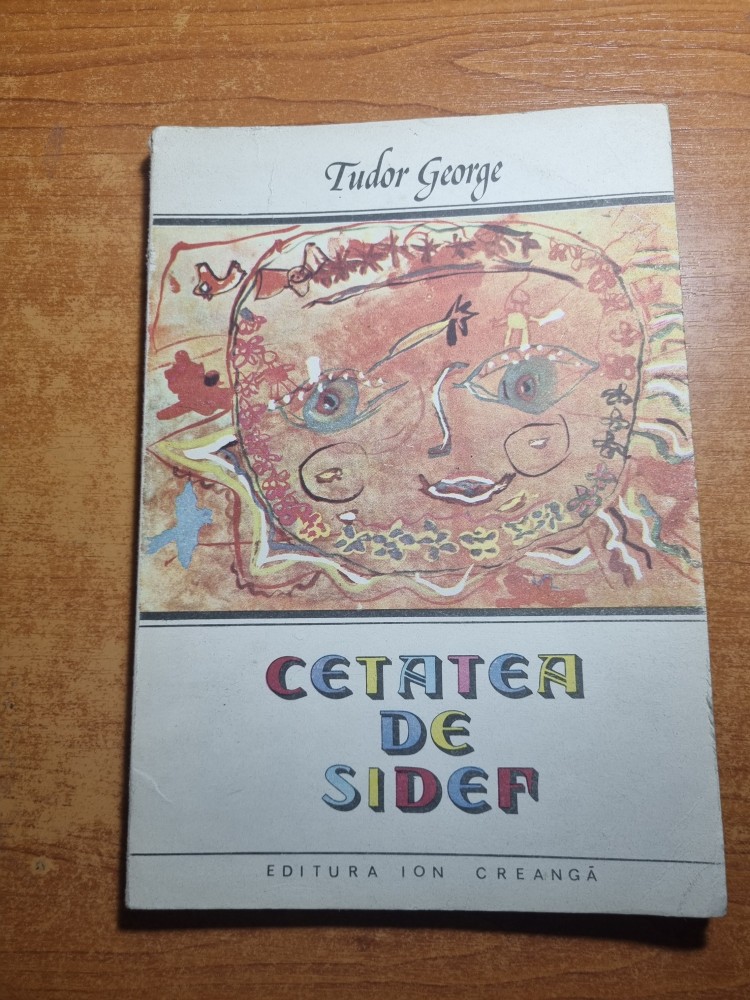 Tudor George
CETATEA
DE
SIDEF
EDITURA ION CREANGĂ